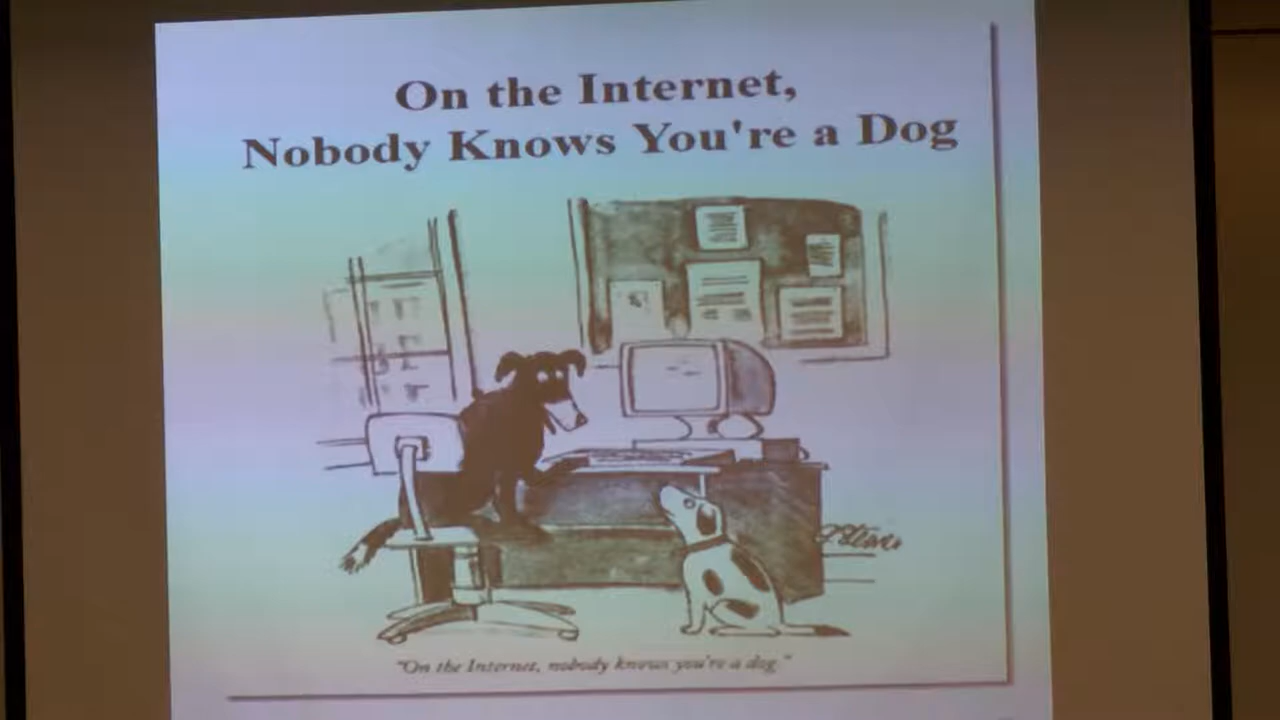 On the Internet,
Nobody Knows You're a Dog
"On the Internet, nobody knows you're a dog."